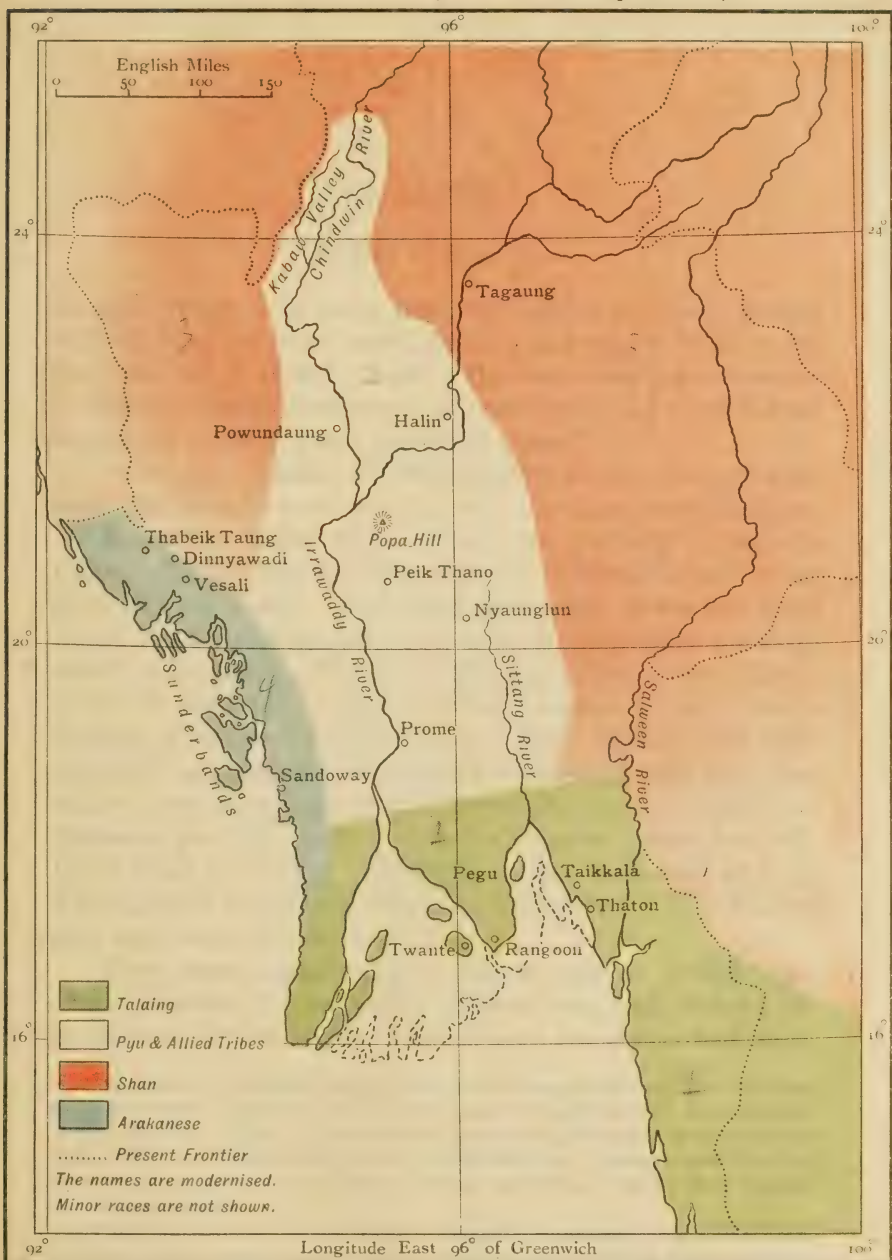 92°
96°
100°
English Miles
0 50 100 150
River
Kabaw Valley
Chindwin
24°
24°
Tagaung
Powundaung
Halin
Popa Hill
Thabeik Taung
Dinnyawadi
Vesali
Peik Thano
Nyaunglun
Irrawaddy
River
20°
20°
Sunderbands
4
Sittang River
Salween
River
Prome
Sandoway
1
Pegu
Taikkala
Thaton
Twante
Rangoon
Talaing
Pyu & Allied Tribes
Shan
Arakanese
Present Frontier
The names are modernised.
Minor races are not shown.
16°
16°
92°
Longitude East 96° of Greenwich
100°